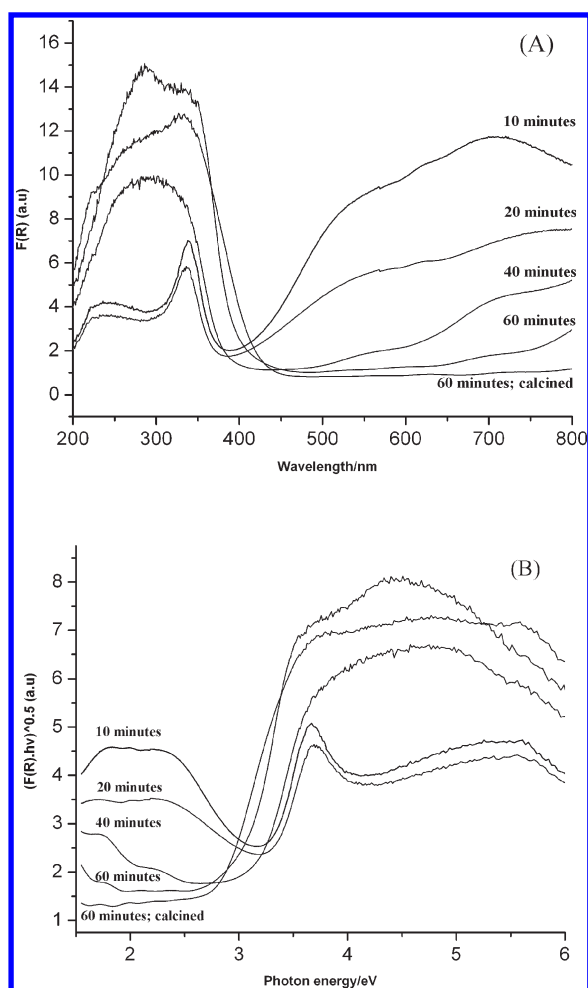 (A)
16
14
12
10
8
6
4
2
0
F(R) (a.u)
10 minutes
20 minutes
40 minutes
60 minutes
60 minutes; calcined
200 300 400 500 600 700 800
Wavelength/nm
(B)
8
7
6
5
4
3
2
1
(F(R).hv)^0.5 (a.u)
10 minutes
20 minutes
40 minutes
60 minutes
60 minutes; calcined
2 3 4 5 6
Photon energy/eV